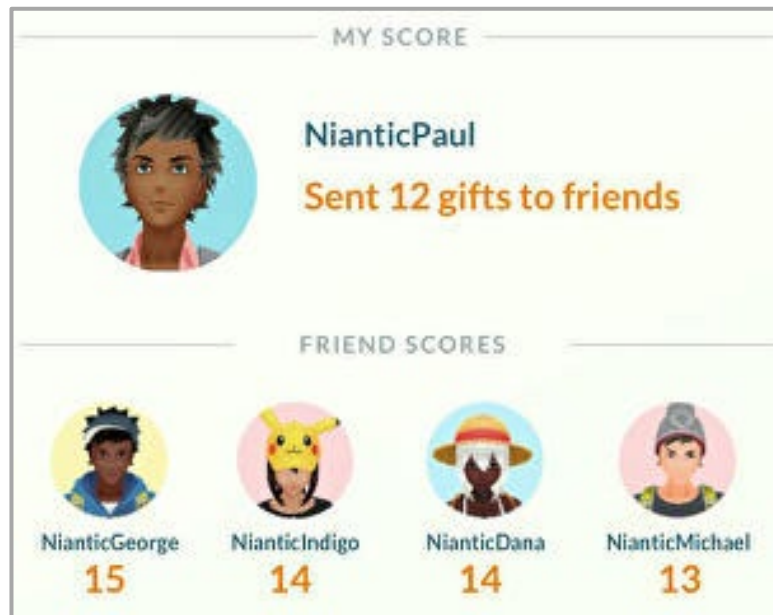 MY SCORE
NianticPaul
Sent 12 gifts to friends
FRIEND SCORES
NianticGeorge
15
NianticIndigo
14
NianticDana
14
NianticMichael
13